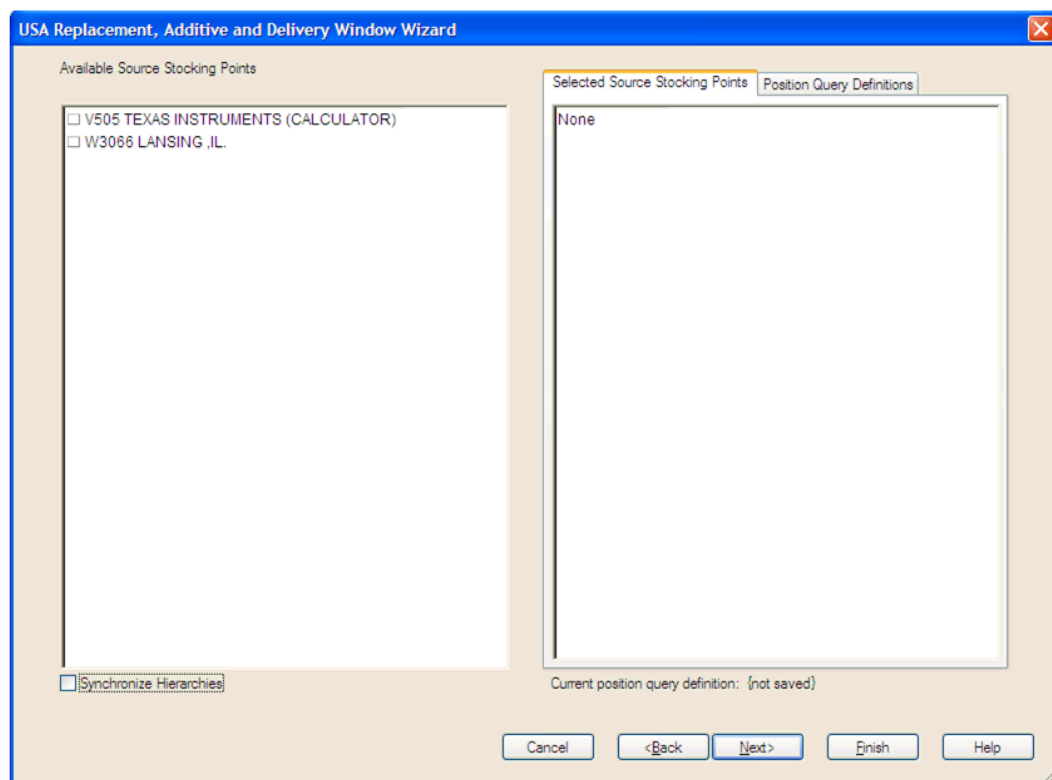 USA Replacement, Additive and Delivery Window Wizard
Available Source Stocking Points
Selected Source Stocking Points
Position Query Definitions
V505 TEXAS INSTRUMENTS (CALCULATOR)
W3066 LANSING ,IL.
None
Synchronize Hierarchies
Current position query definition: {not saved}
Cancel
<Back
Next>
Finish
Help